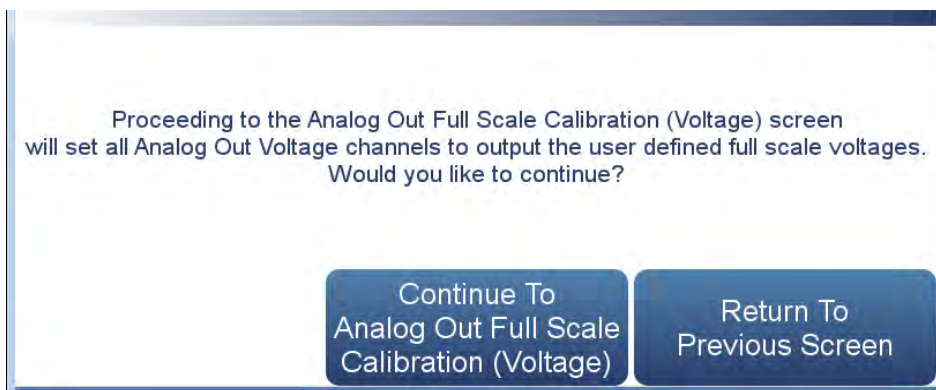 Proceeding to the Analog Out Full Scale Calibration (Voltage) screen
will set all Analog Out Voltage channels to output the user defined full scale voltages.
Would you like to continue?
Continue To
Analog Out Full Scale
Calibration (Voltage)
Return To
Previous Screen